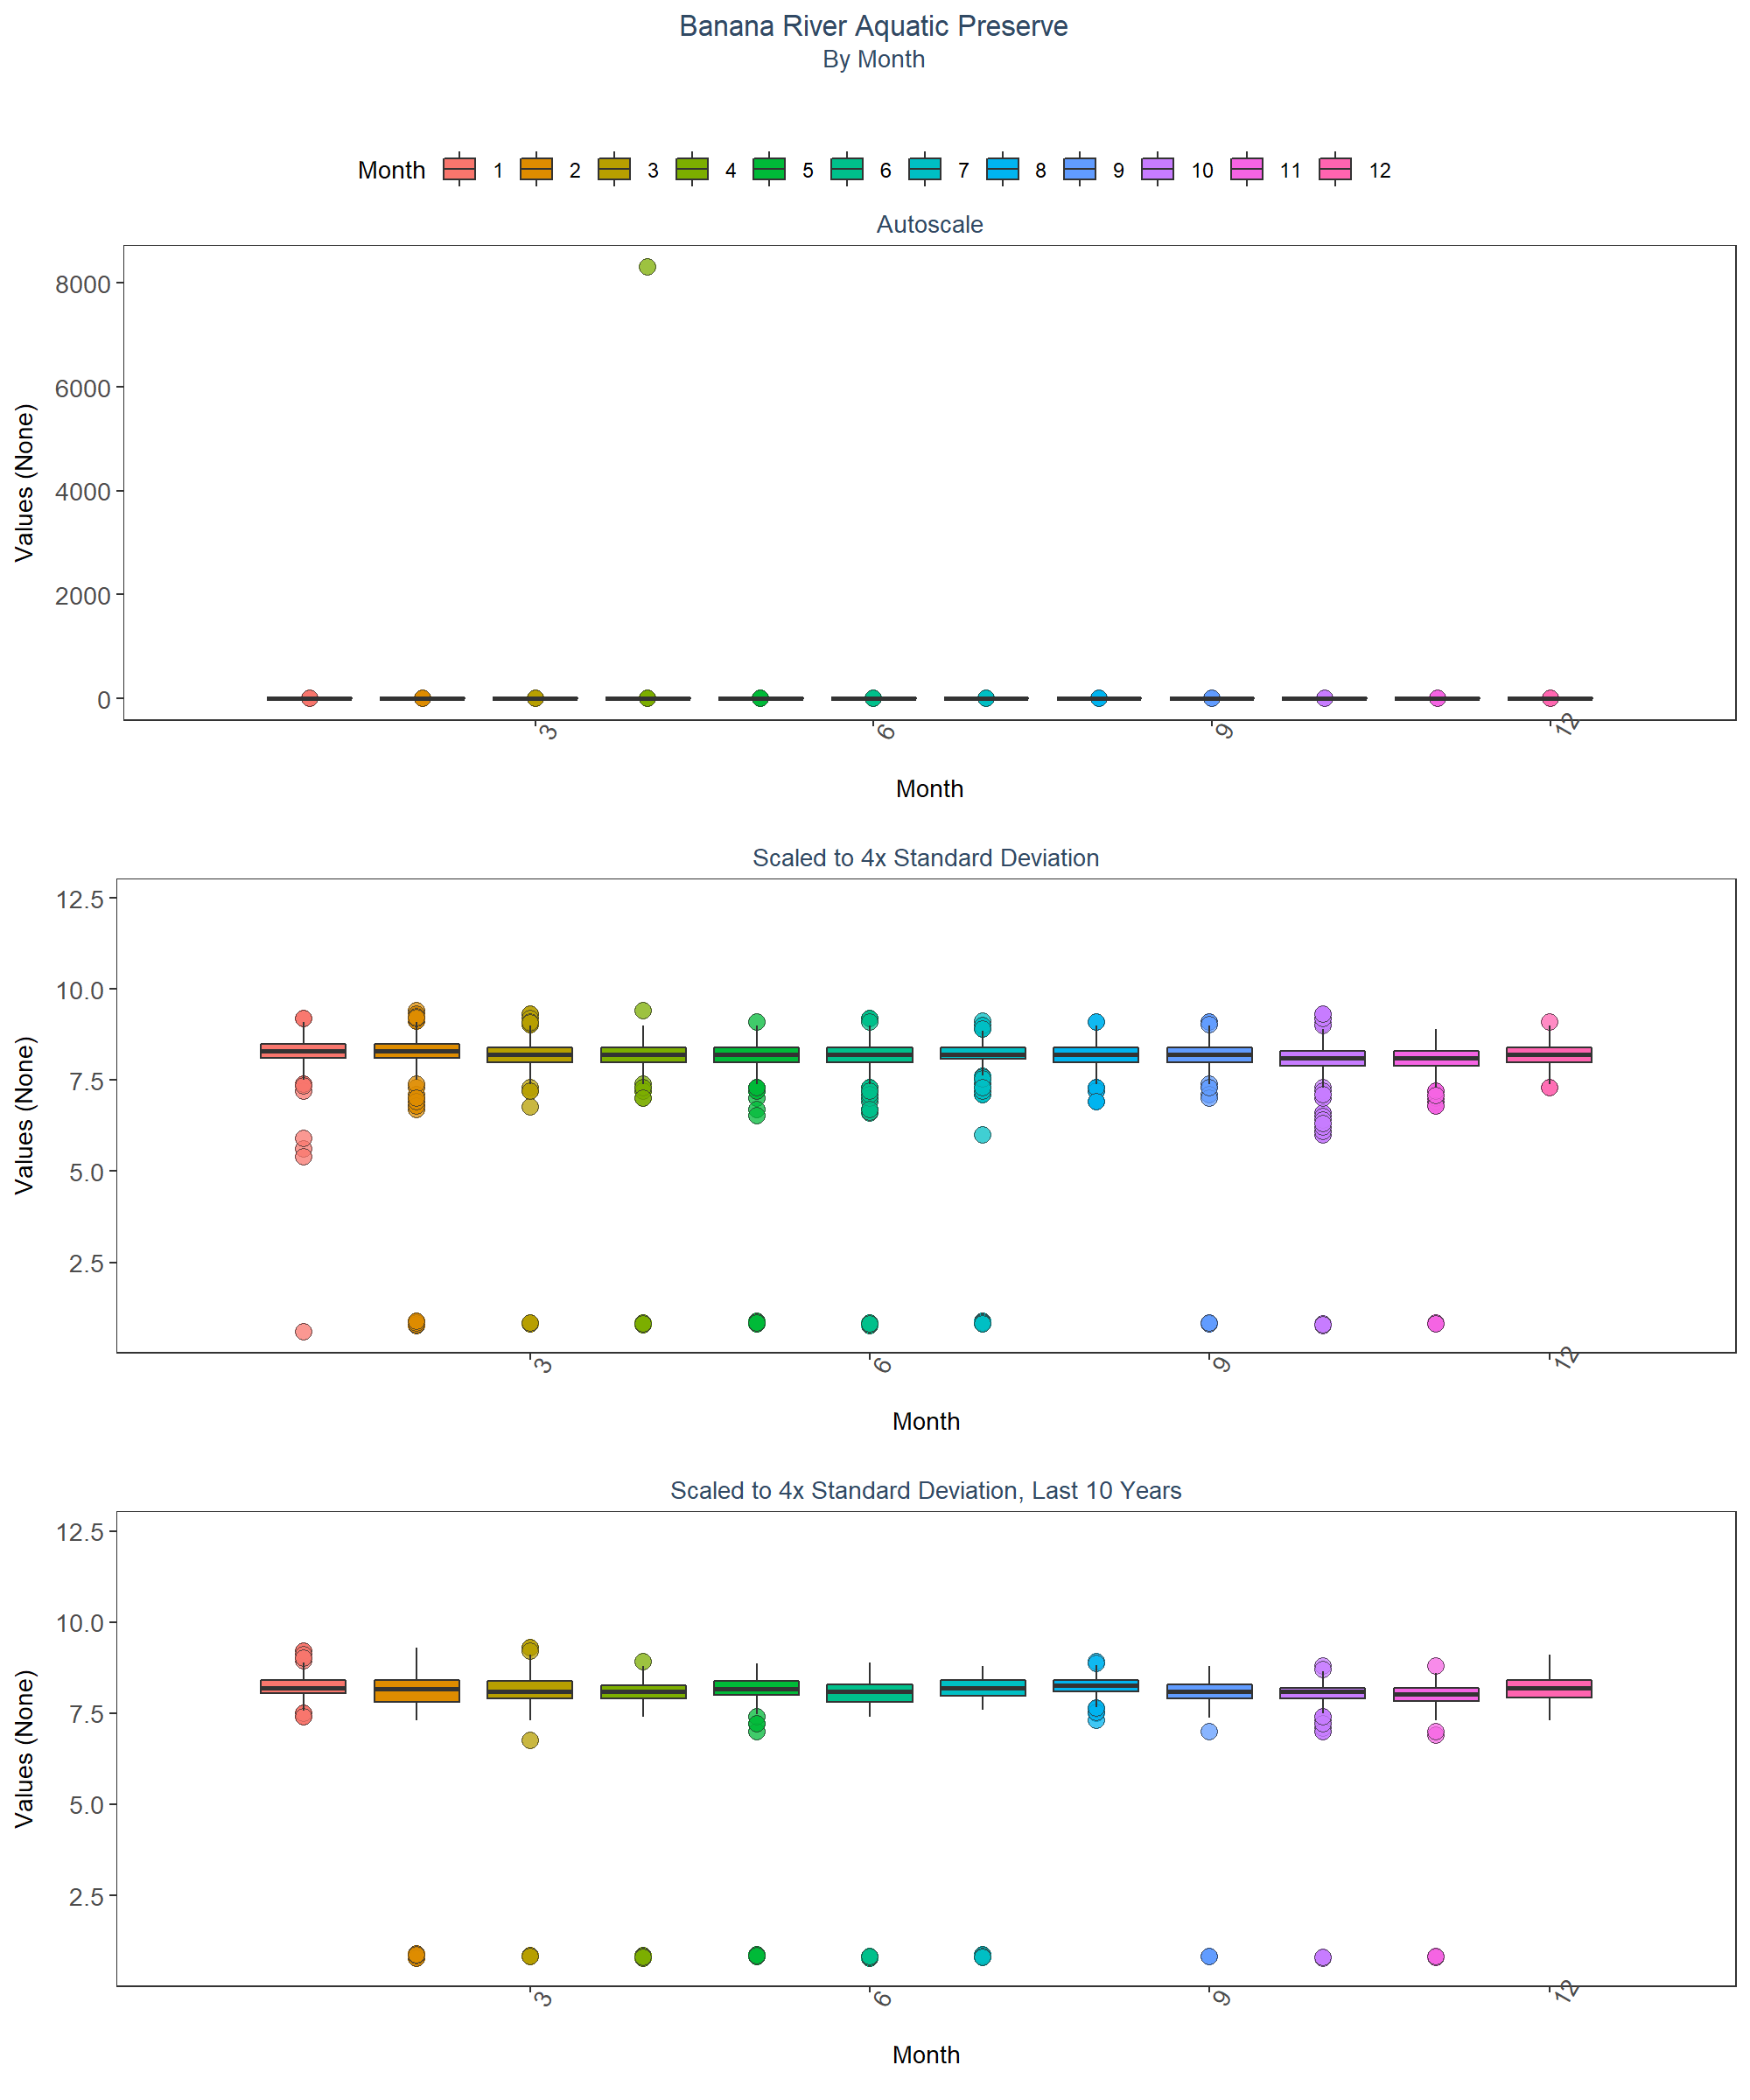 Banana River Aquatic Preserve
By Month
Month 1 2 3 4 5 6 7 8 9 10 11 12
Autoscale
8000
6000
4000
2000
0
Values (None)
3 6 9 12
Month
Scaled to 4x Standard Deviation
12.5
10.0
7.5
5.0
2.5
Values (None)
3 6 9 12
Month
Scaled to 4x Standard Deviation, Last 10 Years
12.5
10.0
7.5
5.0
2.5
Values (None)
3 6 9 12
Month